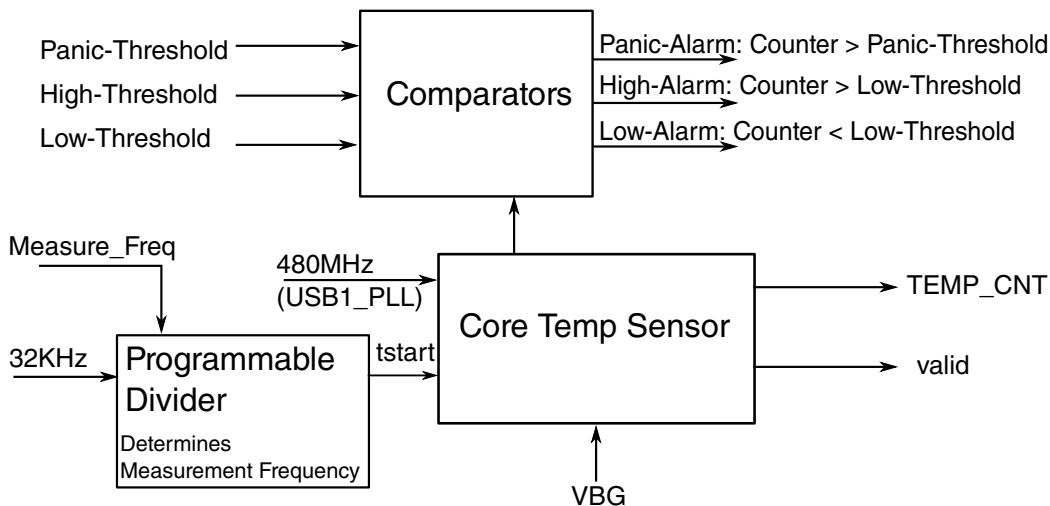 Panic-Threshold
High-Threshold
Low-Threshold
Comparators
Panic-Alarm: Counter > Panic-Threshold
High-Alarm: Counter > Low-Threshold
Low-Alarm: Counter < Low-Threshold
Measure_Freq
32KHz
Programmable
Divider
Determines
Measurement Frequency
tstart
480MHz
(USB1_PLL)
Core Temp Sensor
VBG
TEMP_CNT
valid